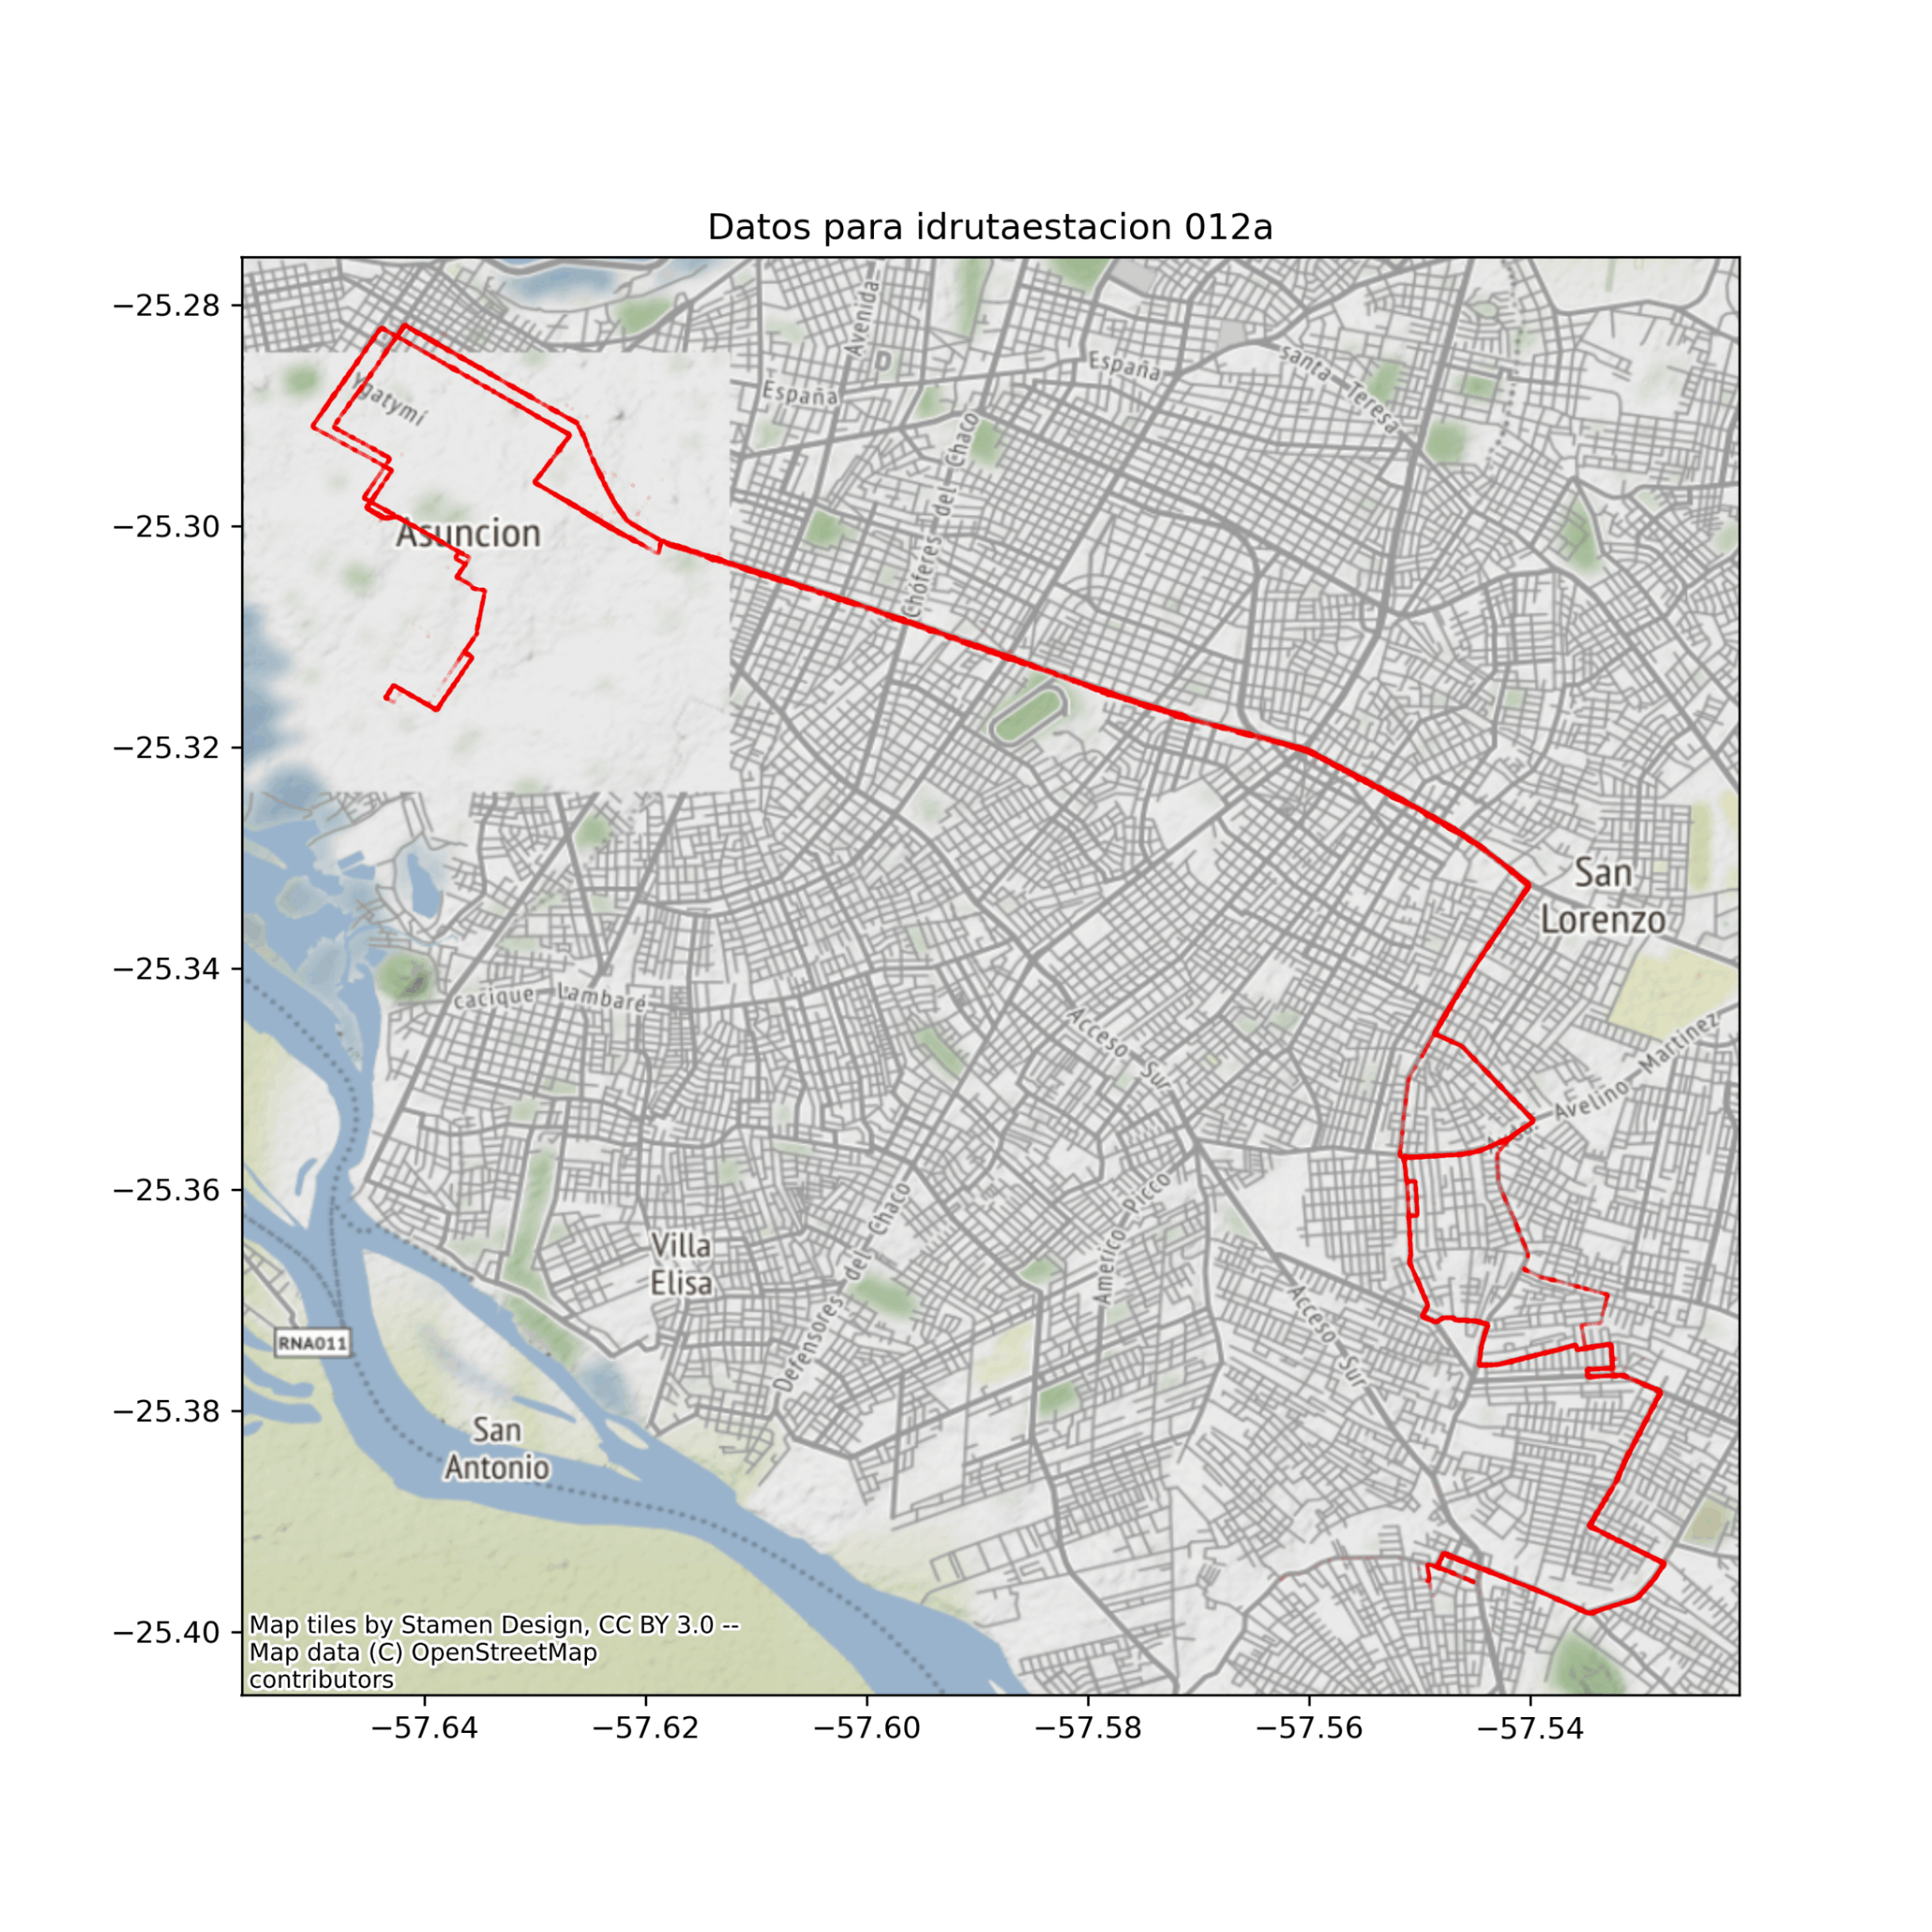 Datos para idrutaestacion 012a
−25.28
−25.30
−25.32
−25.34
−25.36
−25.38
−25.40
Avenida
D
España
España
santa Teresa
Ygatymi
Choferes del Chaco
Asuncion
San
Lorenzo
cacique Lambaré
Acceso Sur
Avelino Martinez
Villa
Elisa
Defensores del Chaco
Americo Picco
Acceso Sur
RNA011
San
Antonio
Map tiles by Stamen Design, CC BY 3.0 --
Map data (C) OpenStreetMap
contributors
−57.64
−57.62
−57.60
−57.58
−57.56
−57.54